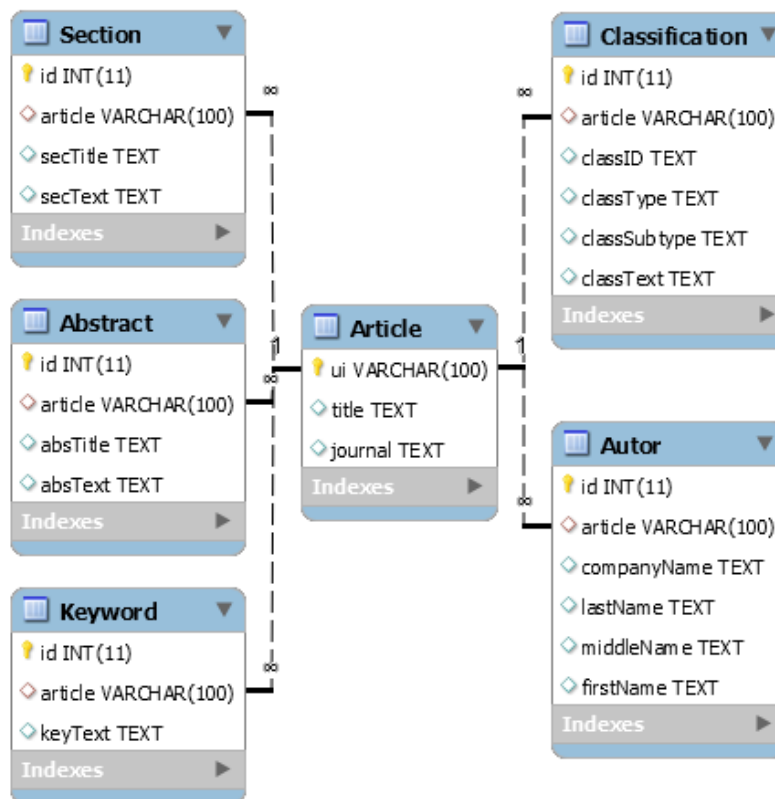 Section
id INT(11)
article VARCHAR(100)
secTitle TEXT
secText TEXT
Indexes
∞
Abstract
id INT(11)
article VARCHAR(100)
absTitle TEXT
absText TEXT
Indexes
∞
Keyword
id INT(11)
article VARCHAR(100)
keyText TEXT
Indexes
∞
1
Article
ui VARCHAR(100)
title TEXT
journal TEXT
Indexes
1
∞
Classification
id INT(11)
article VARCHAR(100)
classID TEXT
classType TEXT
classSubtype TEXT
classText TEXT
Indexes
∞
Autor
id INT(11)
article VARCHAR(100)
companyName TEXT
lastName TEXT
middleName TEXT
firstName TEXT
Indexes